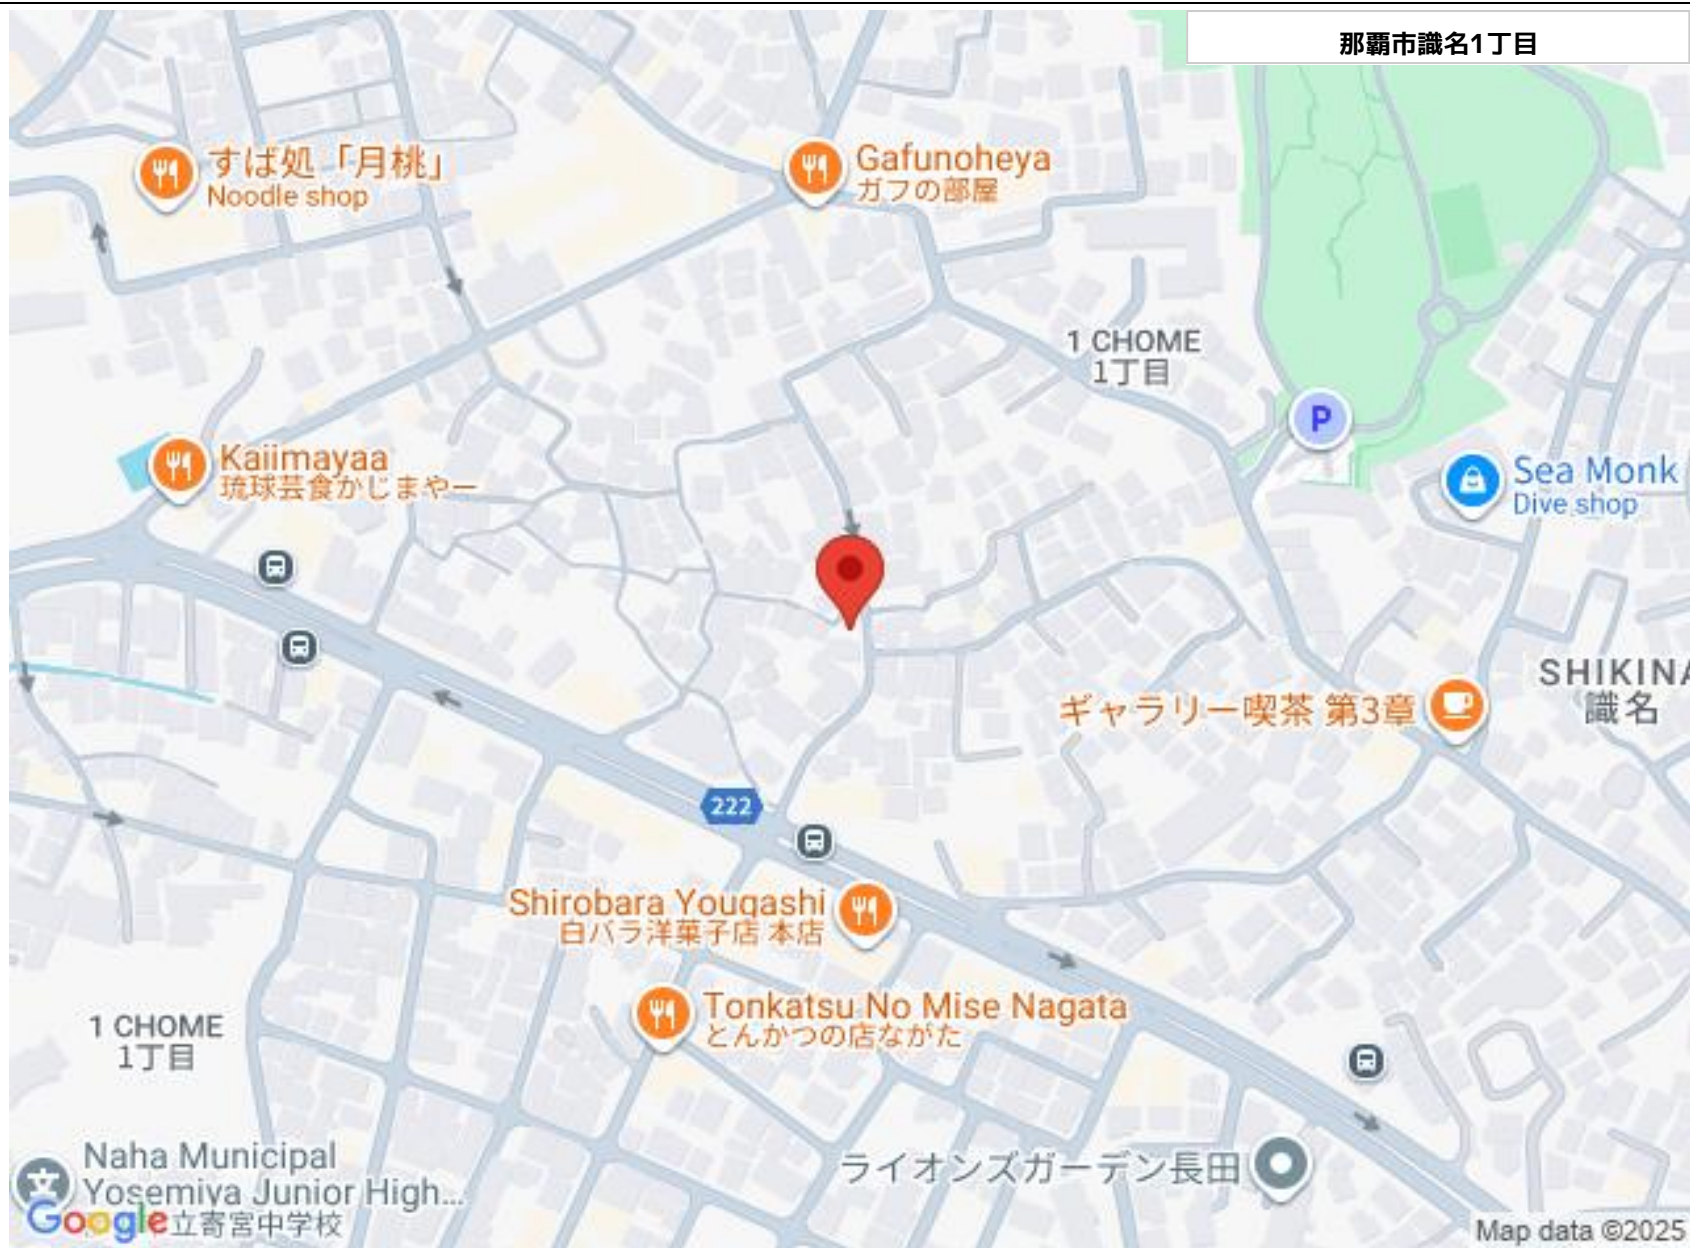 那覇市識名1丁目
すば処「月桃」
Noodle shop
Gafunoheya
ガフの部屋
1 CHOME
1丁目
P
Kajimayaa
琉球芸食かじまやー
Sea Monk
Dive shop
SHIKINA
識名
ギャラリー喫茶 第3章
222
Shirobara Yougashi
白バラ洋菓子店 本店
Tonkatsu No Mise Nagata
とんかつの店ながた
1 CHOME
1丁目
ライオンズガーデン長田
Naha Municipal
Yosemiya Junior High...
立寄宮中学校
文
Google
Map data ©2025